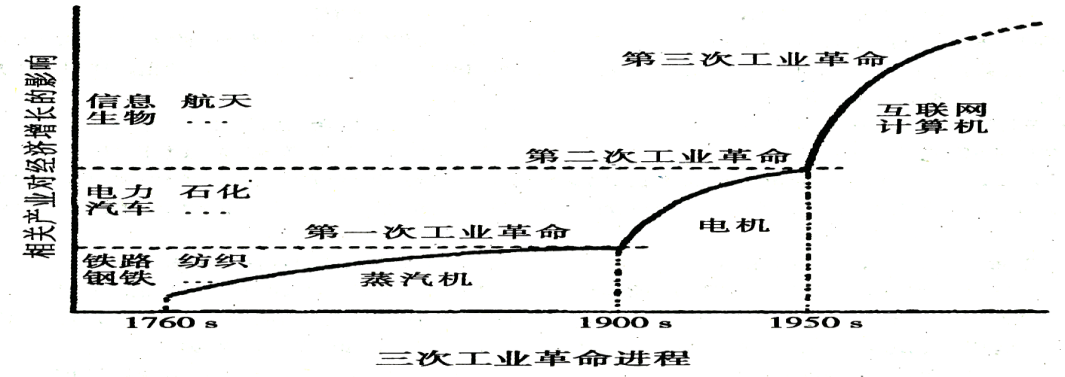 相关产业对经济增长的影响
第三次工业革命
信息 航天
生物 ...
互联网
计算机
第二次工业革命
电力 石化
汽车 ...
电机
第一次工业革命
铁路 纺织
钢铁 ...
蒸汽机
1760 s
1900 s
1950 s
三次工业革命进程